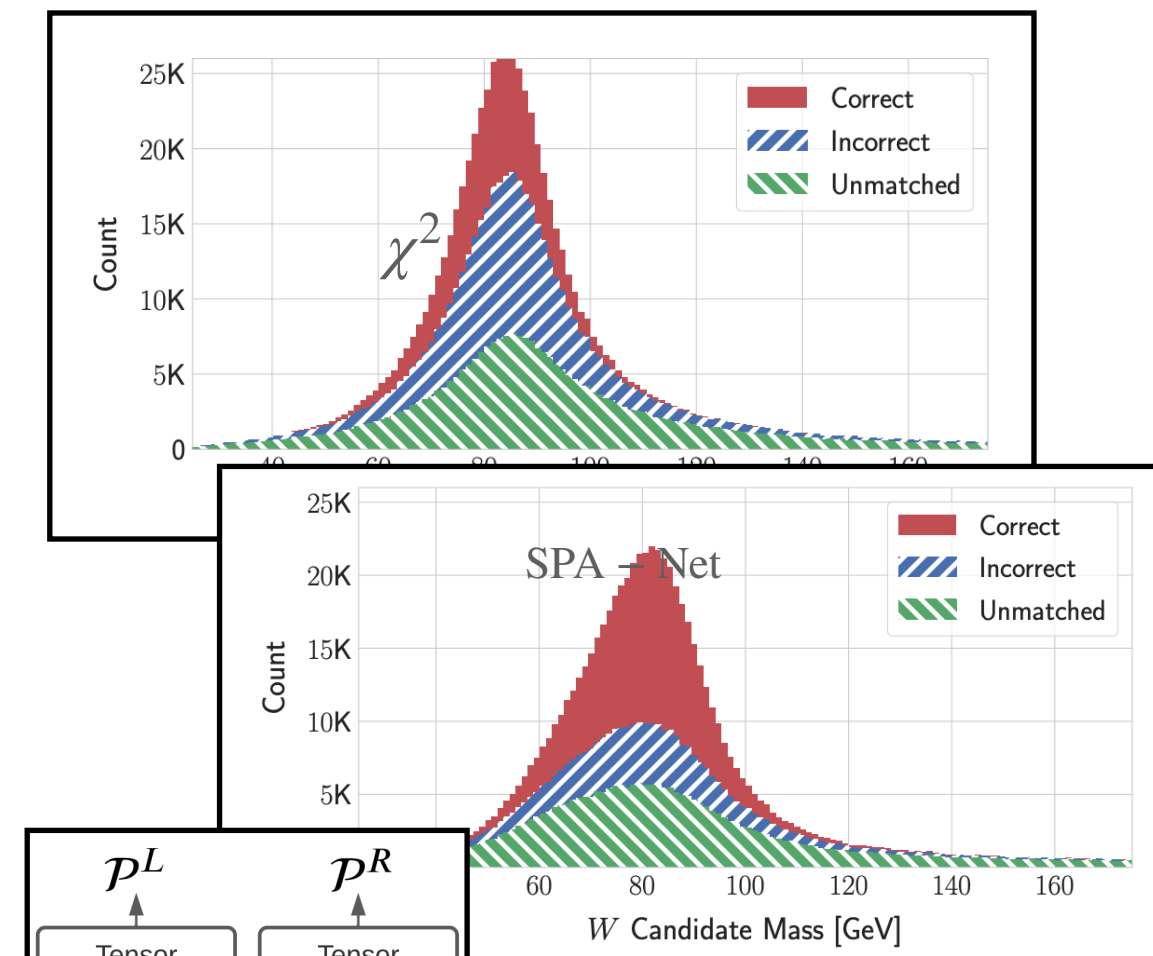 25K
20K
15K
10K
5K
0
Count
χ²
Correct
Incorrect
Unmatched
40 60 80 100 120 140 160
25K
20K
15K
10K
5K
Count
SPA – Net
Correct
Incorrect
Unmatched
60 80 100 120 140 160
W Candidate Mass [GeV]
𝒫^L 𝒫^R
Tensor Tensor